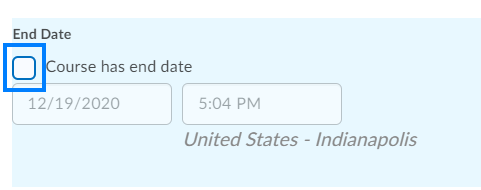 End Date
Course has end date
12/19/2020 5:04 PM
United States - Indianapolis